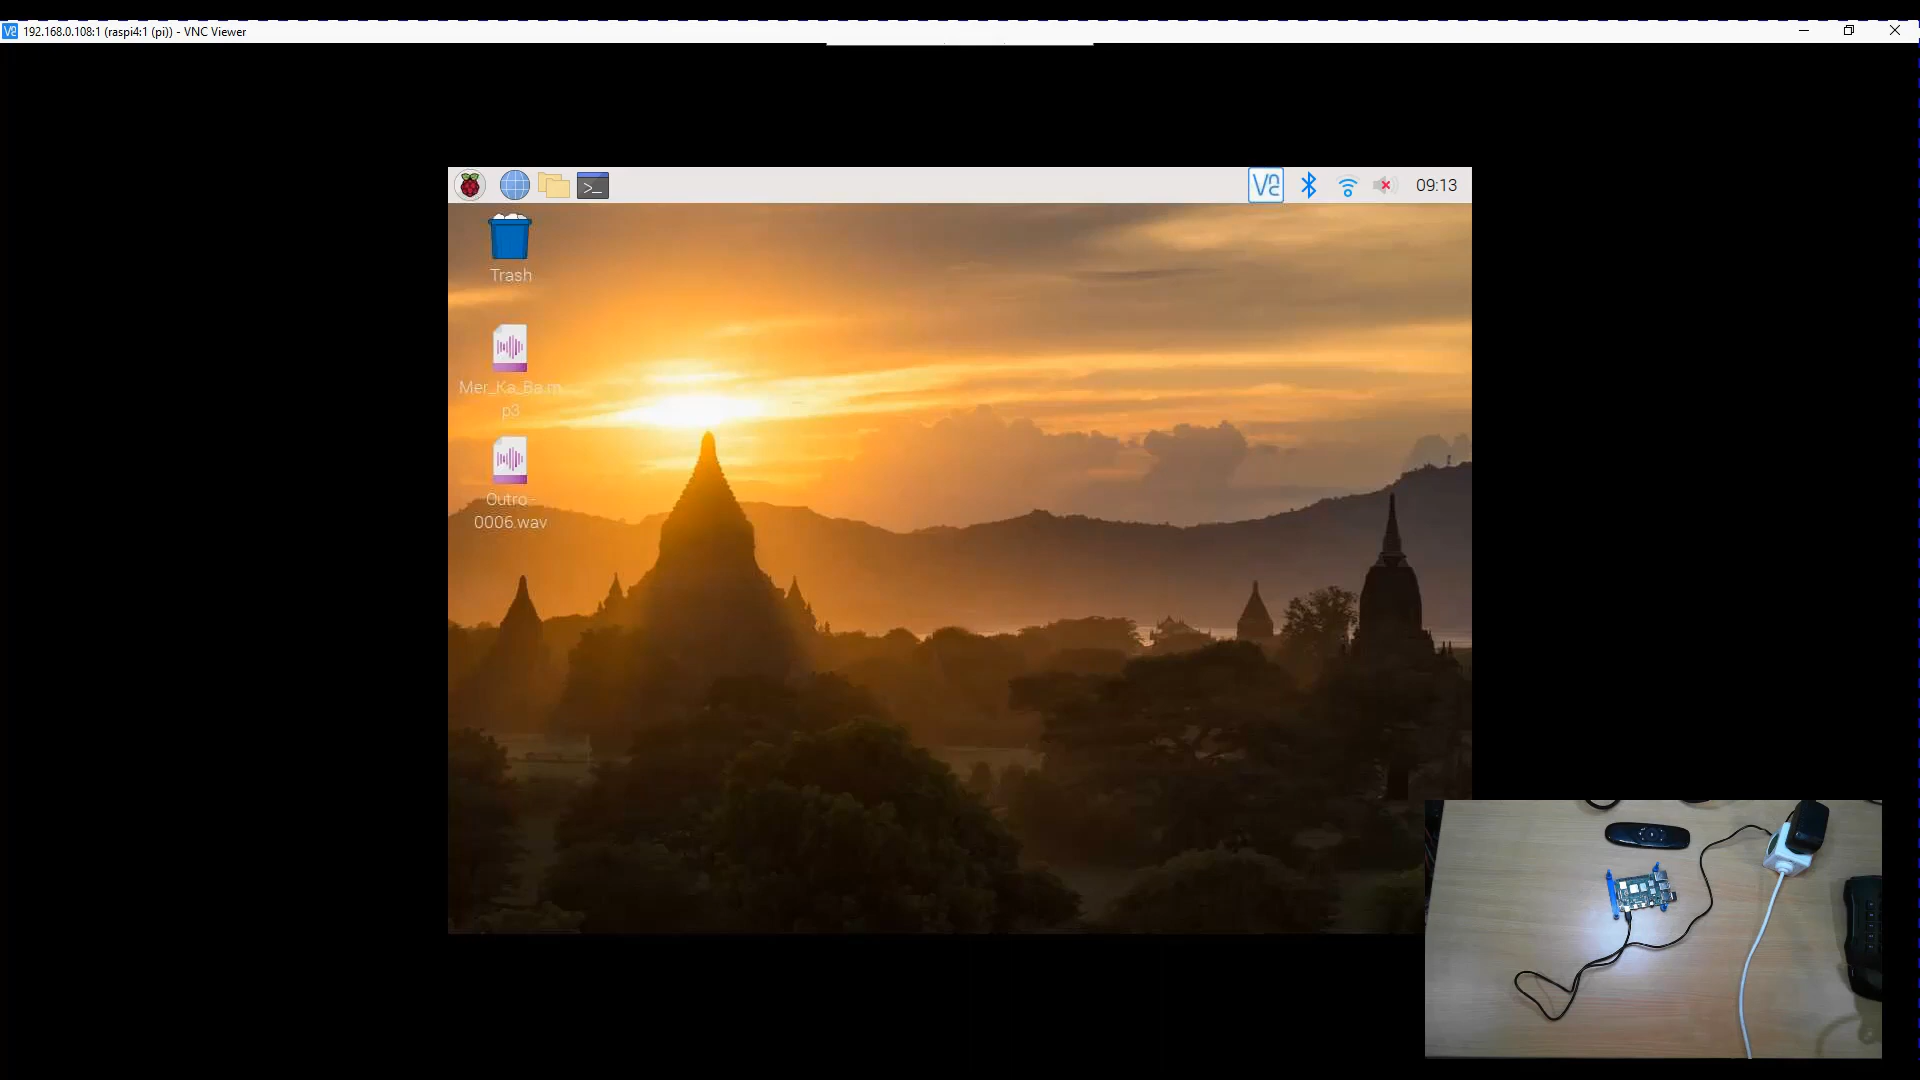 192.168.0.108:1 (raspi4:1 (pi)) - VNC Viewer
09:13
Trash
Mer_Ka_Ba.m
p3
Outro-
0006.wav